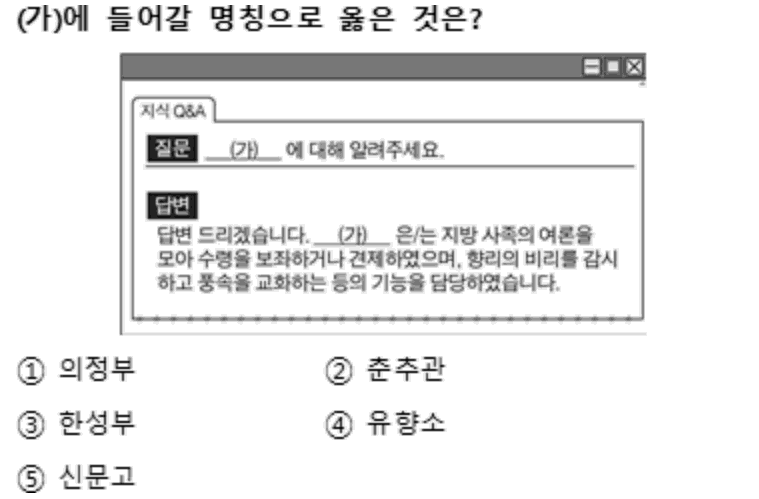 (가)에 들어갈 명칭으로 옳은 것은?
지식 Q&A
질문 (가) 에 대해 알려주세요.
답변
답변 드리겠습니다. (가) 은/는 지방 사족의 여론을
모아 수령을 보좌하거나 견제하였으며, 향리의 비리를 감시
하고 풍속을 교화하는 등의 기능을 담당하였습니다.
① 의정부 ② 춘추관
③ 한성부 ④ 유향소
⑤ 신문고